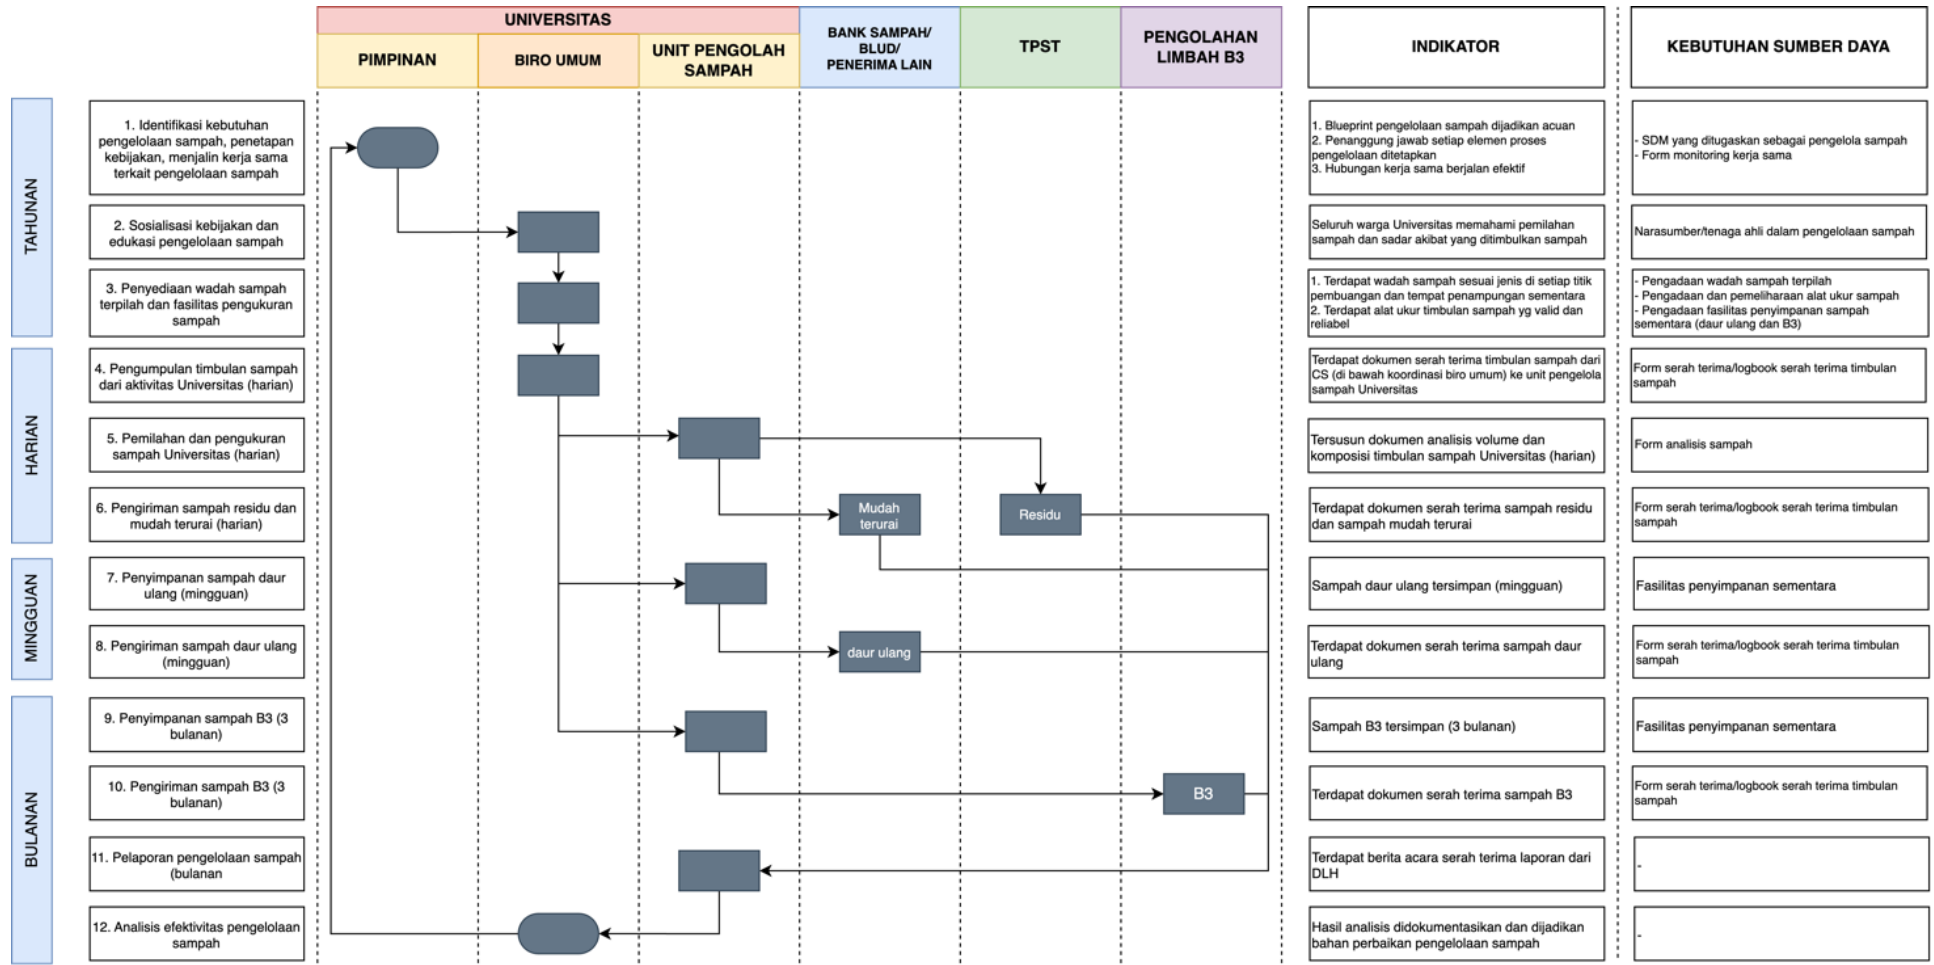 UNIVERSITAS
PIMPINAN
BIRO UMUM
UNIT PENGOLAH
SAMPAH
BANK SAMPAH/
BLUD/
PENERIMA LAIN
TPST
PENGOLAHAN
LIMBAH B3
INDIKATOR
KEBUTUHAN SUMBER DAYA
TAHUNAN
1. Identifikasi kebutuhan
pengelolaan sampah, penetapan
kebijakan, menjalin kerja sama
terkait pengelolaan sampah
1. Blueprint pengelolaan sampah dijadikan acuan
2. Penanggung jawab setiap elemen proses
pengelolaan ditetapkan
3. Hubungan kerja sama berjalan efektif
- SDM yang ditugaskan sebagai pengelola sampah
- Form monitoring kerja sama
2. Sosialisasi kebijakan dan
edukasi pengelolaan sampah
Seluruh warga Universitas memahami pemilahan
sampah dan sadar akibat yang ditimbulkan sampah
Narasumber/tenaga ahli dalam pengelolaan sampah
3. Penyediaan wadah sampah
terpilah dan fasilitas pengukuran
sampah
1. Terdapat wadah sampah sesuai jenis di setiap titik
pembuangan dan tempat penampungan sementara
2. Terdapat alat ukur timbulan sampah yg valid dan
reliabel
- Pengadaan wadah sampah terpilah
- Pengadaan dan pemeliharaan alat ukur sampah
- Pengadaan fasilitas penyimpanan sampah
sementara (daur ulang dan B3)
HARIAN
4. Pengumpulan timbulan sampah
dari aktivitas Universitas (harian)
Terdapat dokumen serah terima timbulan sampah dari
CS (di bawah koordinasi biro umum) ke unit pengelola
sampah Universitas
Form serah terima/logbook serah terima timbulan
sampah
5. Pemilahan dan pengukuran
sampah Universitas (harian)
Tersusun dokumen analisis volume dan
komposisi timbulan sampah Universitas (harian)
Form analisis sampah
6. Pengiriman sampah residu dan
mudah terurai (harian)
Mudah
terurai
Residu
Terdapat dokumen serah terima sampah residu
dan sampah mudah terurai
Form serah terima/logbook serah terima timbulan
sampah
MINGGUAN
7. Penyimpanan sampah daur
ulang (mingguan)
Sampah daur ulang tersimpan (mingguan)
Fasilitas penyimpanan sementara
8. Pengiriman sampah daur ulang
(mingguan)
daur ulang
Terdapat dokumen serah terima sampah daur
ulang
Form serah terima/logbook serah terima timbulan
sampah
BULANAN
9. Penyimpanan sampah B3 (3
bulanan)
Sampah B3 tersimpan (3 bulanan)
Fasilitas penyimpanan sementara
10. Pengiriman sampah B3 (3
bulanan)
B3
Terdapat dokumen serah terima sampah B3
Form serah terima/logbook serah terima timbulan
sampah
11. Pelaporan pengelolaan sampah
(bulanan
Terdapat berita acara serah terima laporan dari
DLH
-
12. Analisis efektivitas pengelolaan
sampah
Hasil analisis didokumentasikan dan dijadikan
bahan perbaikan pengelolaan sampah
-